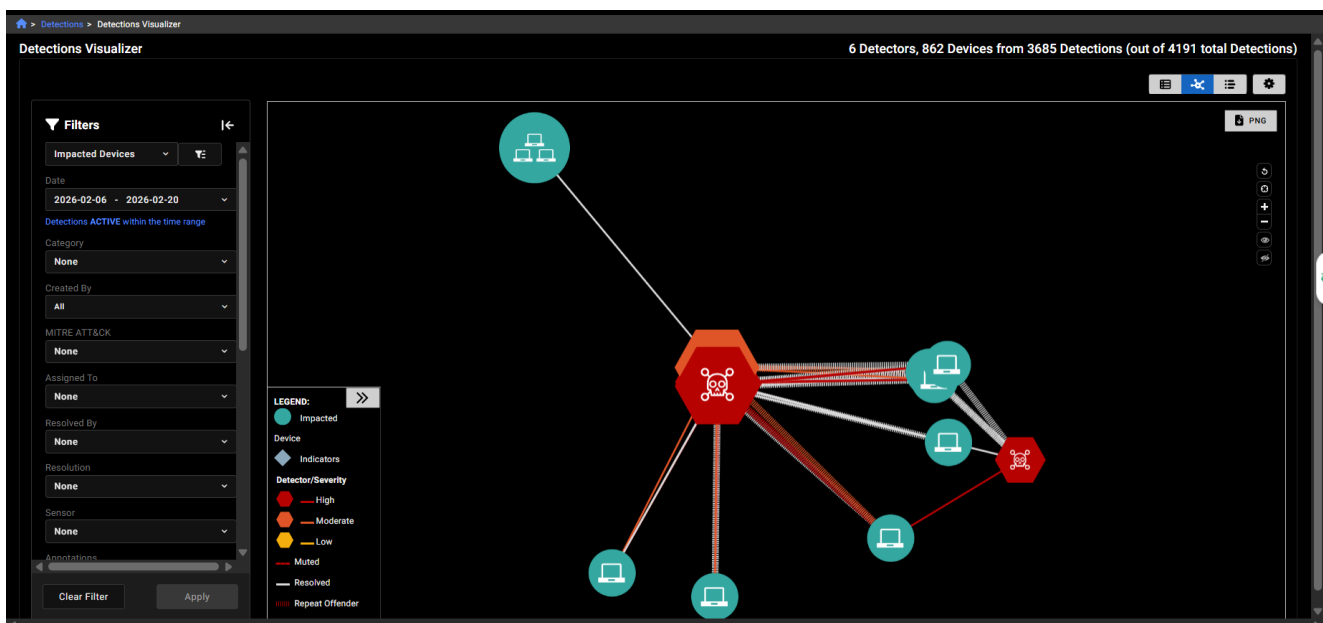 > Detections > Detections Visualizer
Detections Visualizer
6 Detectors, 862 Devices from 3685 Detections (out of 4191 total Detections)
Filters
Impacted Devices
Date
2026-02-06 - 2026-02-20
Detections ACTIVE within the time range
Category
None
Created By
All
MITRE ATT&CK
None
Assigned To
None
Resolved By
None
Resolution
None
Sensor
None
Annotations
Clear Filter
Apply
PNG
LEGEND:
Impacted
Device
Indicators
Detector/Severity
High
Moderate
Low
Muted
Resolved
Repeat Offender